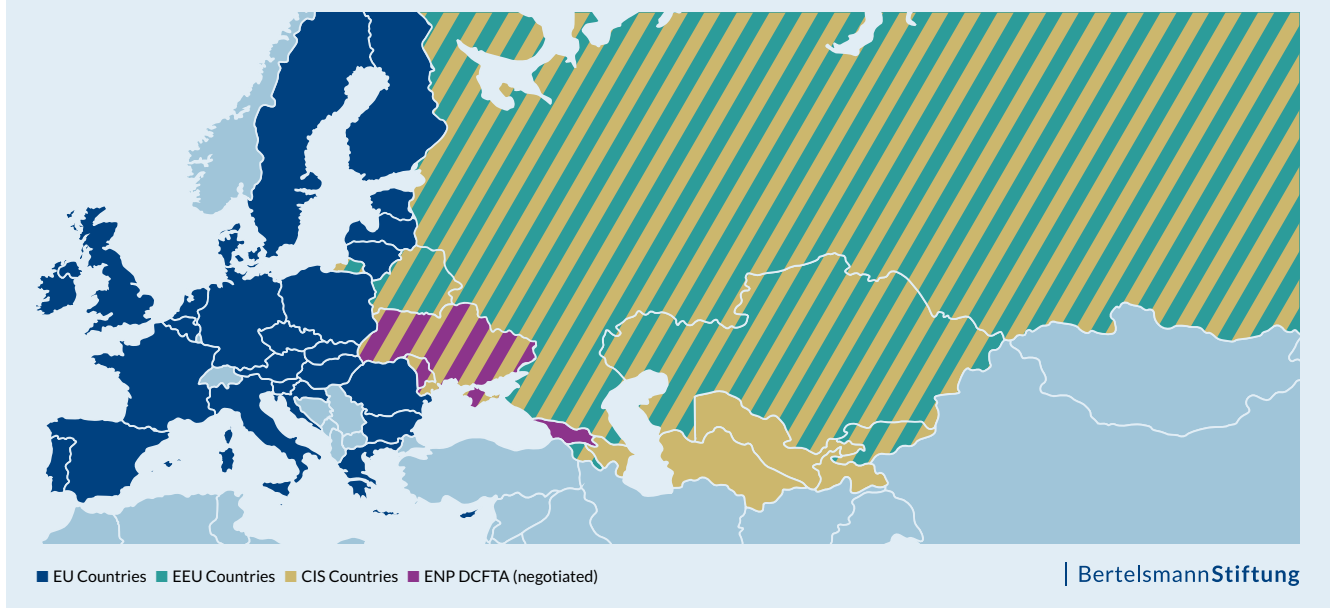 EU Countries EEU Countries CIS Countries ENP DCFTA (negotiated)
BertelsmannStiftung